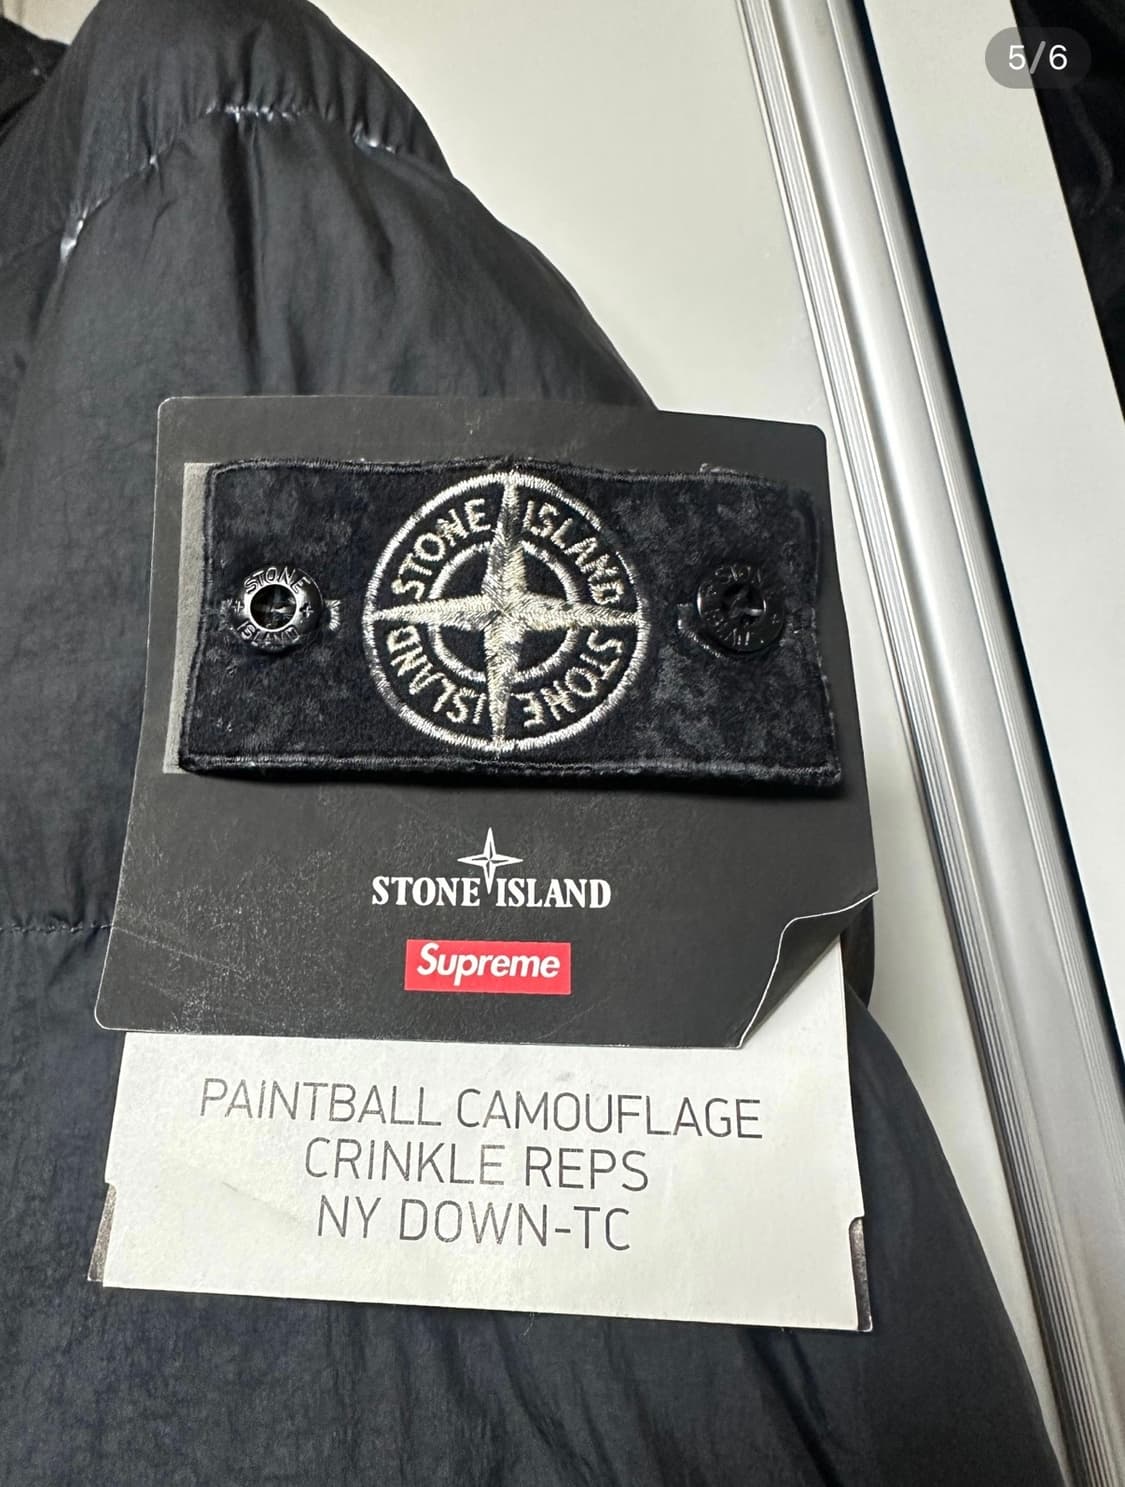 5/6
STONE ISLAND
STONE ISLAND
STONE
ISLAND
STONE ISLAND
Supreme
PAINTBALL CAMOUFLAGE
CRINKLE REPS
NY DOWN-TC